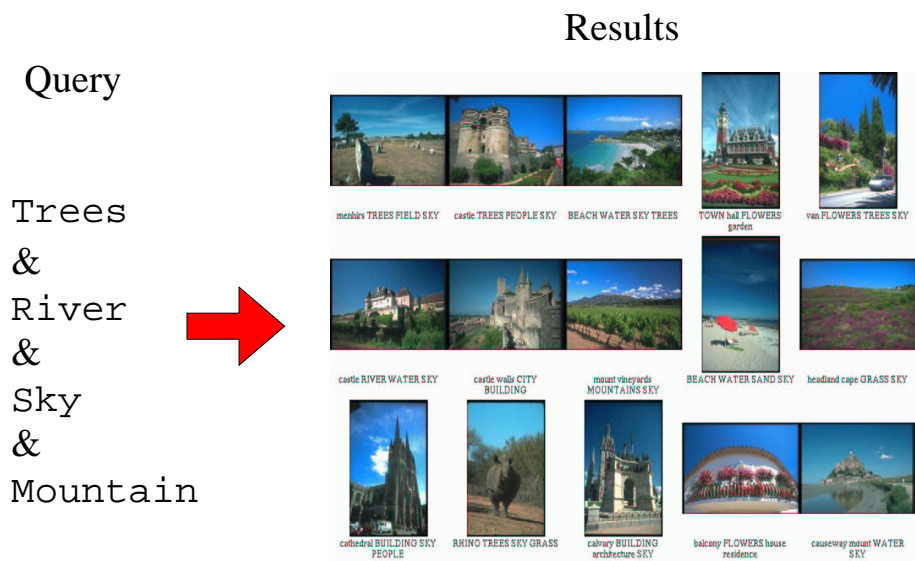 Results
Query
Trees
&
River
&
Sky
&
Mountain
menhirs TREES FIELD SKY
castle TREES PEOPLE SKY
BEACH WATER SKY TREES
TOWN hall FLOWERS
garden
van FLOWERS TREES SKY
castle RIVER WATER SKY
castle walls CITY
BUILDING
mount vineyards
MOUNTAINS SKY
BEACH WATER SAND SKY
headland cape GRASS SKY
cathedral BUILDING SKY
PEOPLE
RHINO TREES SKY GRASS
calvary BUILDING
architecture SKY
balcony FLOWERS house
residence
causeway mount WATER
SKY